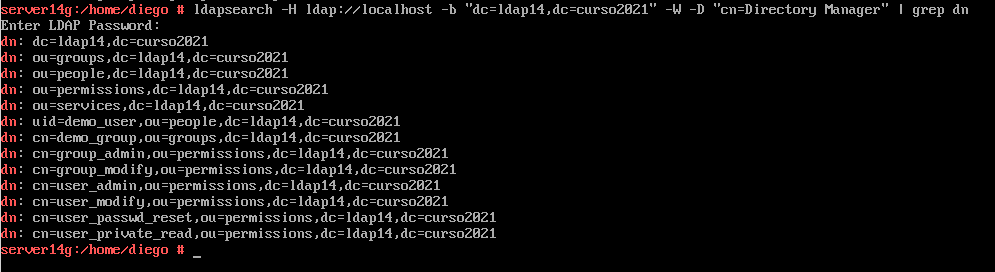 server14g:/home/diego # ldapsearch -H ldap://localhost -b "dc=ldap14,dc=curso2021" -W -D "cn=Directory Manager" | grep dn
Enter LDAP Password:
dn: dc=ldap14,dc=curso2021
dn: ou=groups,dc=ldap14,dc=curso2021
dn: ou=people,dc=ldap14,dc=curso2021
dn: ou=permissions,dc=ldap14,dc=curso2021
dn: ou=services,dc=ldap14,dc=curso2021
dn: uid=demo_user,ou=people,dc=ldap14,dc=curso2021
dn: cn=demo_group,ou=groups,dc=ldap14,dc=curso2021
dn: cn=group_admin,ou=permissions,dc=ldap14,dc=curso2021
dn: cn=group_modify,ou=permissions,dc=ldap14,dc=curso2021
dn: cn=user_admin,ou=permissions,dc=ldap14,dc=curso2021
dn: cn=user_modify,ou=permissions,dc=ldap14,dc=curso2021
dn: cn=user_passwd_reset,ou=permissions,dc=ldap14,dc=curso2021
dn: cn=user_private_read,ou=permissions,dc=ldap14,dc=curso2021
server14g:/home/diego # _